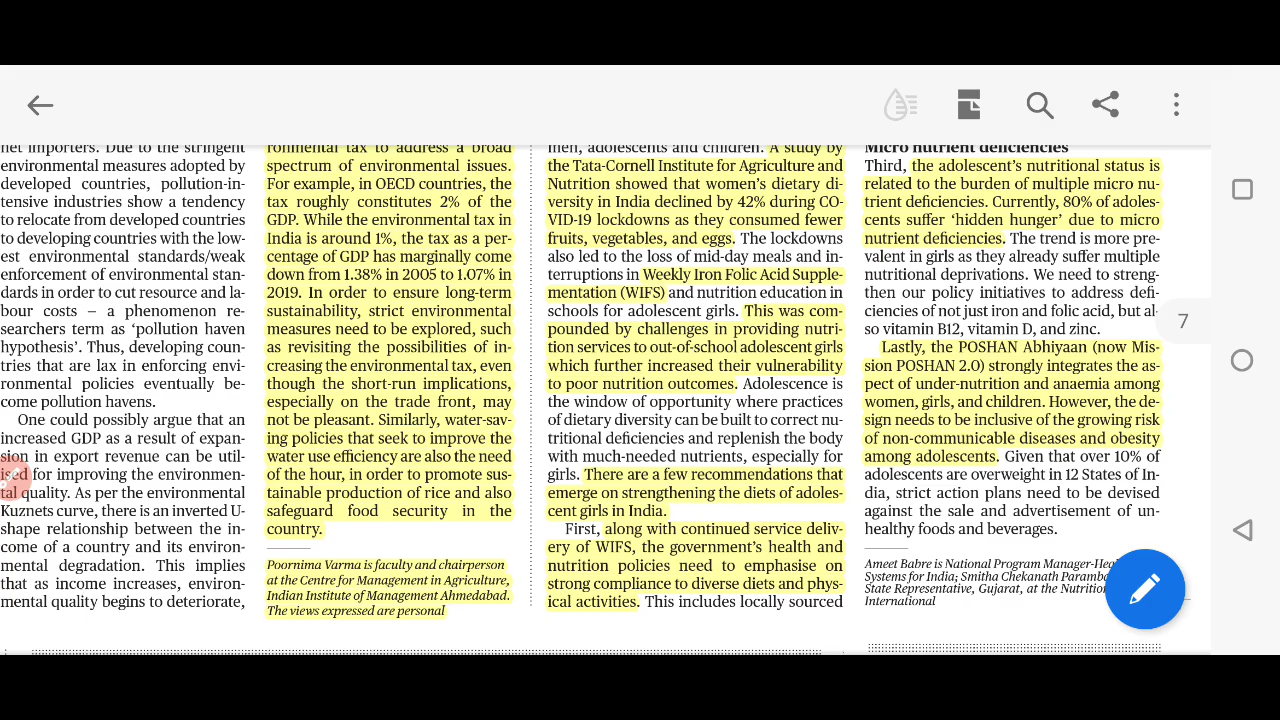 net importers. Due to the stringent
environmental measures adopted by
developed countries, pollution-in-
tensive industries show a tendency
to relocate from developed countries
to developing countries with the low-
est environmental standards/weak
enforcement of environmental stan-
dards in order to cut resource and la-
bour costs – a phenomenon re-
searchers term as ‘pollution haven
hypothesis’. Thus, developing coun-
tries that are lax in enforcing envi-
ronmental policies eventually be-
come pollution havens.
One could possibly argue that an
increased GDP as a result of expan-
sion in export revenue can be util-
ised for improving the environmen-
tal quality. As per the environmental
Kuznets curve, there is an inverted U-
shape relationship between the in-
come of a country and its environ-
mental degradation. This implies
that as income increases, environ-
mental quality begins to deteriorate,
ronmental tax to address a broad
spectrum of environmental issues.
For example, in OECD countries, the
tax roughly constitutes 2% of the
GDP. While the environmental tax in
India is around 1%, the tax as a per-
centage of GDP has marginally come
down from 1.38% in 2005 to 1.07% in
2019. In order to ensure long-term
sustainability, strict environmental
measures need to be explored, such
as revisiting the possibilities of in-
creasing the environmental tax, even
though the short-run implications,
especially on the trade front, may
not be pleasant. Similarly, water-sav-
ing policies that seek to improve the
water use efficiency are also the need
of the hour, in order to promote sus-
tainable production of rice and also
safeguard food security in the
country.
Poornima Varma is faculty and chairperson
at the Centre for Management in Agriculture,
Indian Institute of Management Ahmedabad.
The views expressed are personal
men, adolescents and children. A study by
the Tata-Cornell Institute for Agriculture and
Nutrition showed that women’s dietary di-
versity in India declined by 42% during CO-
VID-19 lockdowns as they consumed fewer
fruits, vegetables, and eggs. The lockdowns
also led to the loss of mid-day meals and in-
terruptions in Weekly Iron Folic Acid Supple-
mentation (WIFS) and nutrition education in
schools for adolescent girls. This was com-
pounded by challenges in providing nutri-
tion services to out-of-school adolescent girls
which further increased their vulnerability
to poor nutrition outcomes. Adolescence is
the window of opportunity where practices
of dietary diversity can be built to correct nu-
tritional deficiencies and replenish the body
with much-needed nutrients, especially for
girls. There are a few recommendations that
emerge on strengthening the diets of adoles-
cent girls in India.
First, along with continued service deliv-
ery of WIFS, the government’s health and
nutrition policies need to emphasise on
strong compliance to diverse diets and phys-
ical activities. This includes locally sourced
Micro nutrient deficiencies
Third, the adolescent’s nutritional status is
related to the burden of multiple micro nu-
trient deficiencies. Currently, 80% of adoles-
cents suffer ‘hidden hunger’ due to micro
nutrient deficiencies. The trend is more pre-
valent in girls as they already suffer multiple
nutritional deprivations. We need to streng-
then our policy initiatives to address defi-
ciencies of not just iron and folic acid, but al-
so vitamin B12, vitamin D, and zinc.
Lastly, the POSHAN Abhiyaan (now Mis-
sion POSHAN 2.0) strongly integrates the as-
pect of under-nutrition and anaemia among
women, girls, and children. However, the de-
sign needs to be inclusive of the growing risk
of non-communicable diseases and obesity
among adolescents. Given that over 10% of
adolescents are overweight in 12 States of In-
dia, strict action plans need to be devised
against the sale and advertisement of un-
healthy foods and beverages.
Ameet Babre is National Program Manager-
Systems for India; Smitha Chekanath
State Representative, Gujarat, at the
International
7